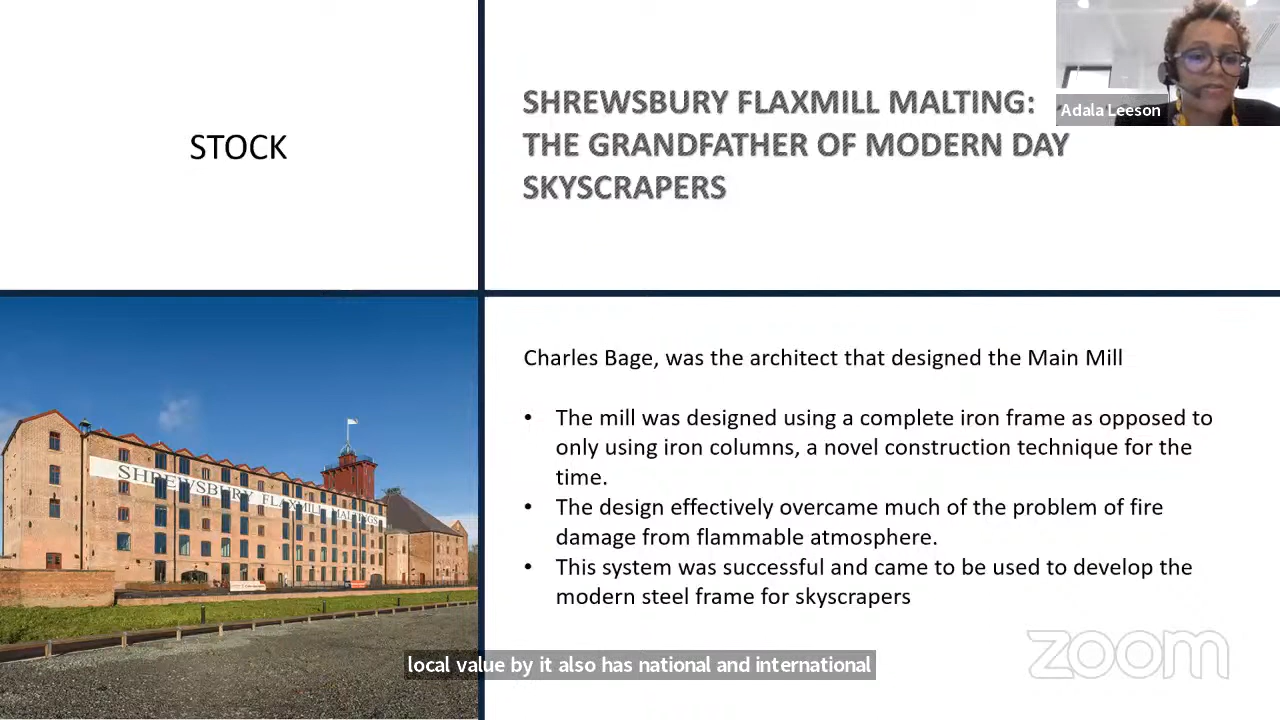 STOCK
SHREWSBURY FLAXMILL MALTING:
THE GRANDFATHER OF MODERN DAY
SKYSCRAPERS
Adala Leeson
Charles Bage, was the architect that designed the Main Mill
• The mill was designed using a complete iron frame as opposed to
only using iron columns, a novel construction technique for the
time.
• The design effectively overcame much of the problem of fire
damage from flammable atmosphere.
• This system was successful and came to be used to develop the
modern steel frame for skyscrapers
SHREWSBURY FLAXMILL MALTINGS
local value by it also has national and international
zoom